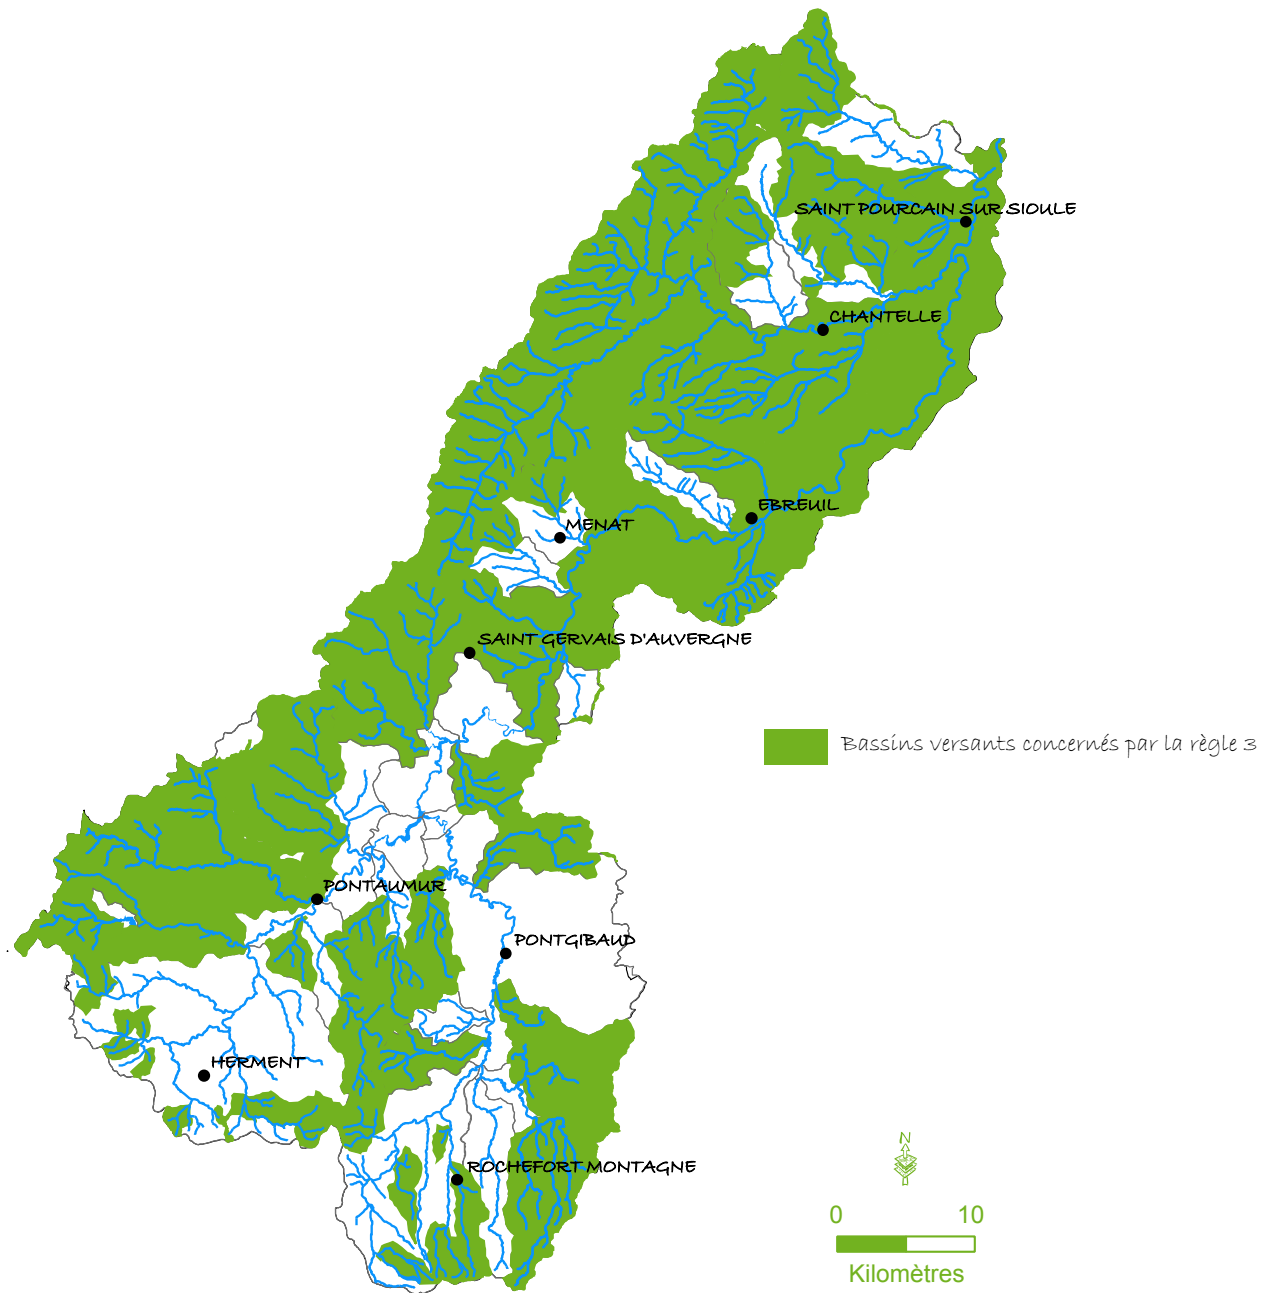 SAINT POURCAIN SUR SIOULE
CHANTELLE
EBREUIL
MENAT
SAINT GERVAIS D'AUVERGNE
Bassins versants concernés par la règle 3
PONTAUMUR
PONTGIBAUD
HERMENT
N
ROCHEFORT MONTAGNE
0 10
Kilomètres